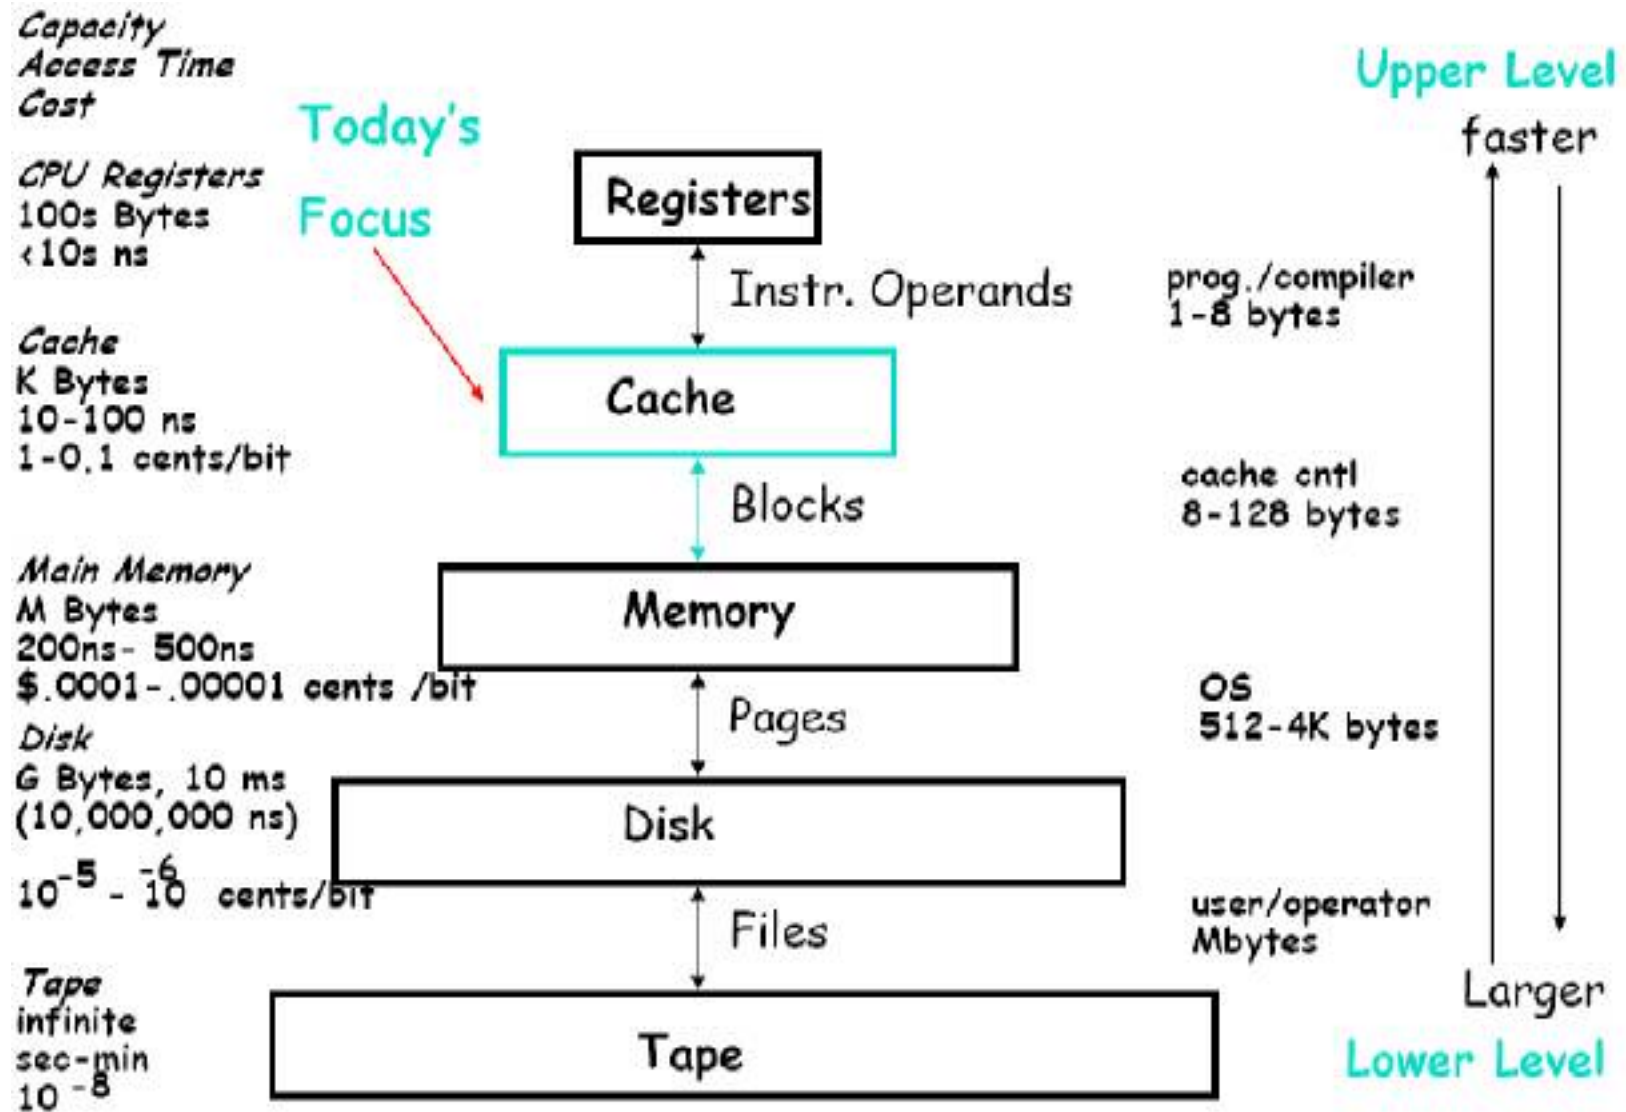 Capacity
Access Time
Cost
Today's
Focus
CPU Registers
100s Bytes
<10s ns
Cache
K Bytes
10-100 ns
1-0.1 cents/bit
Main Memory
M Bytes
200ns- 500ns
$.0001-.00001 cents /bit
Disk
G Bytes, 10 ms
(10,000,000 ns)
10^-5 - 10^-6 cents/bit
Tape
infinite
sec-min
10^-8
Registers
Instr. Operands
Cache
Blocks
Memory
Pages
Disk
Files
Tape
prog./compiler
1-8 bytes
cache cntl
8-128 bytes
OS
512-4K bytes
user/operator
Mbytes
Upper Level
faster
Larger
Lower Level